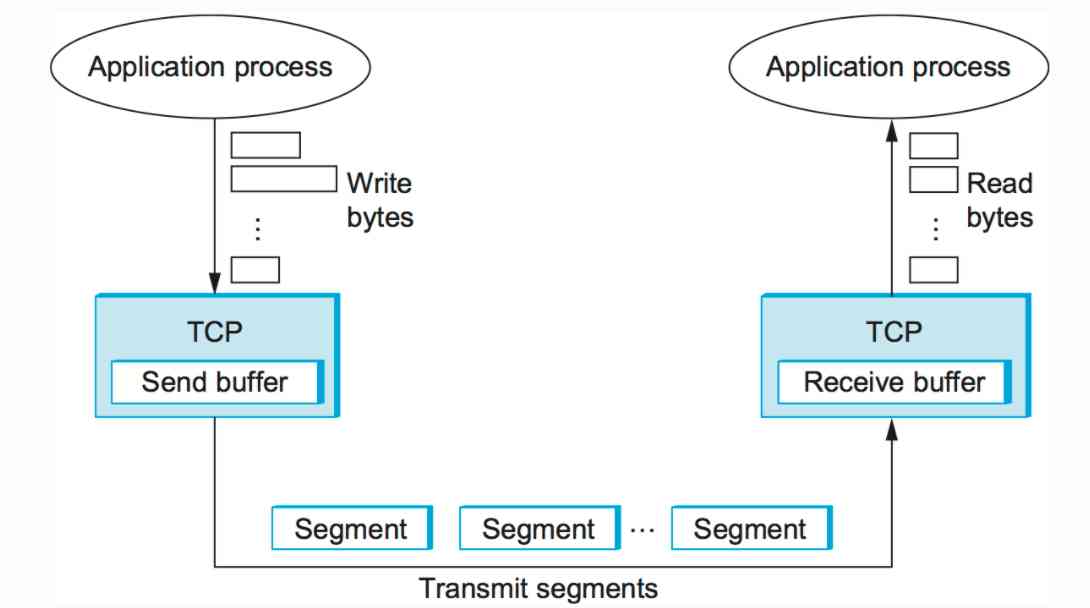 Application process
Application process
Write
bytes
⋮
Read
bytes
⋮
TCP
Send buffer
TCP
Receive buffer
Segment
Segment
...
Segment
Transmit segments